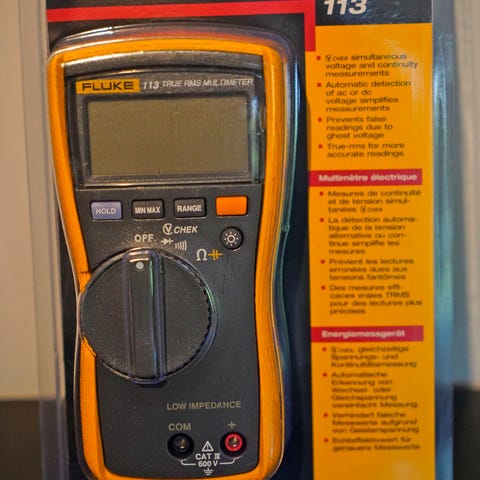 113
FLUKE 113 TRUE RMS MULTIMETER
HOLD
MIN MAX
RANGE
VCHEK
OFF
Ω
LOW IMPEDANCE
COM
+
CAT III
600 V
VCHEK simultaneous
voltage and continuity
measurements
Automatic detection
of ac or dc
voltage simplifies
measurements
Prevents false
readings due to
ghost voltage
True-rms for more
accurate readings
Multimètre électrique
Mesures de continuité
et de tension simul-
tanées VCHEK
La détection automa-
tique de la tension
alternative ou con-
tinue simplifie les
mesures
Prévient les lectures
erronées dues aux
tensions fantômes
Des mesures effi-
caces vraies TRMS
pour des lectures plus
précises
Energiemessgerät
VCHEK, gleichzeitige
Spannungs- und
Kontinuitätsmessung
Automatische
Erkennung von
Wechsel- oder
Gleichspannung
vereinfacht Messung
Verhindert falsche
Messwerte aufgrund
von Geisterspannung
Echteffektivwert für
genauere Messwerte